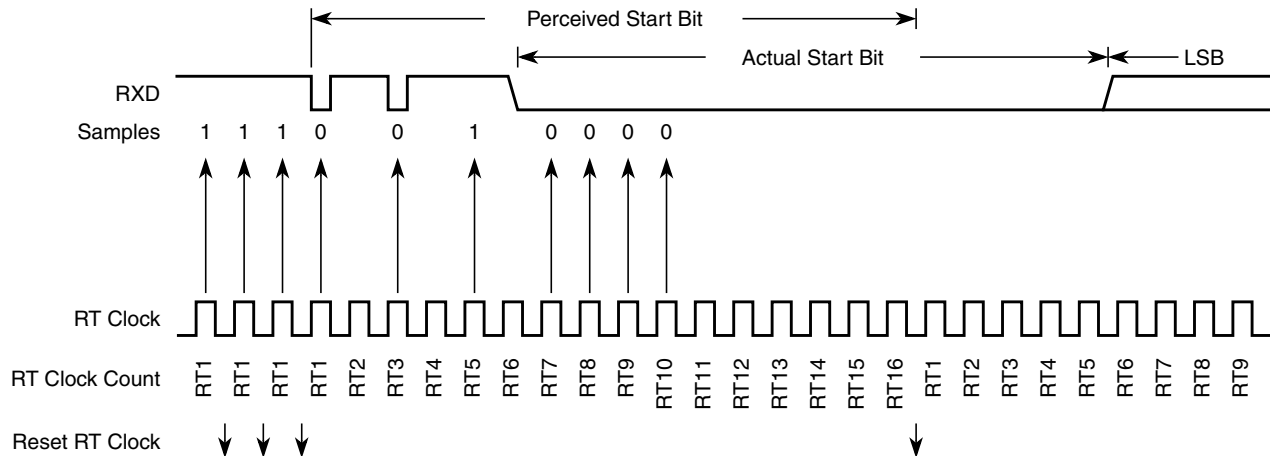 Perceived Start Bit
Actual Start Bit
LSB
RXD
Samples 1 1 1 0 0 1 0 0 0 0
RT Clock
RT Clock Count RT1 RT1 RT1 RT1 RT2 RT3 RT4 RT5 RT6 RT7 RT8 RT9 RT10 RT11 RT12 RT13 RT14 RT15 RT16 RT1 RT2 RT3 RT4 RT5 RT6 RT7 RT8 RT9
Reset RT Clock